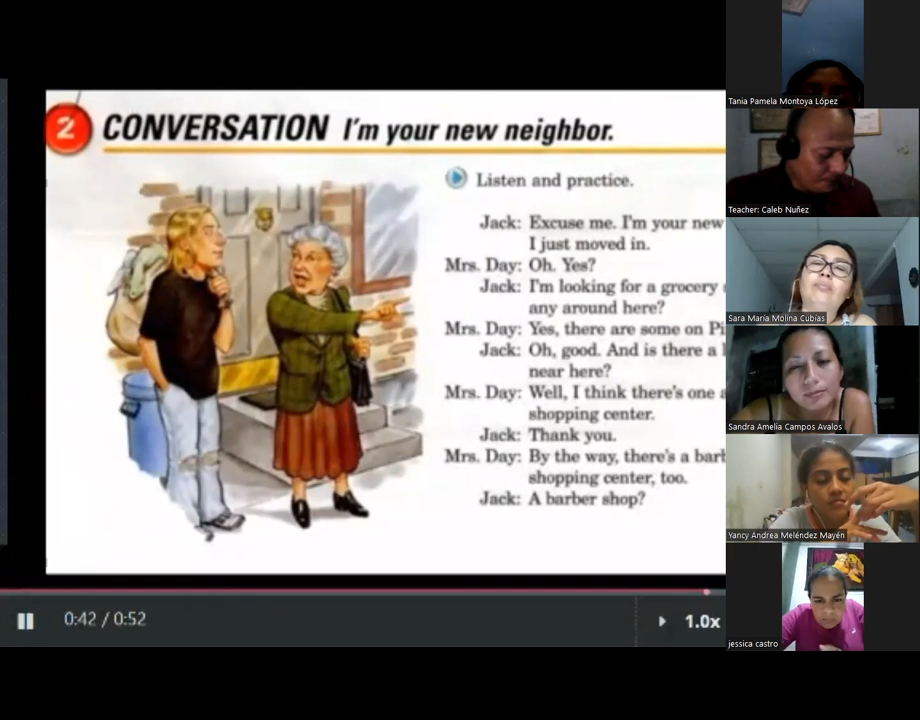 2 CONVERSATION I'm your new neighbor.
Listen and practice.
Jack: Excuse me. I'm your new
I just moved in.
Mrs. Day: Oh. Yes?
Jack: I'm looking for a grocery
any around here?
Mrs. Day: Yes, there are some on
Jack: Oh, good. And is there a
near here?
Mrs. Day: Well, I think there's one
shopping center.
Jack: Thank you.
Mrs. Day: By the way, there's a
shopping center, too.
Jack: A barber shop?
0:42 / 0:52
1.0x
Tania Pamela Montoya López
Teacher: Caleb Nuñez
Sara María Molina Cubías
Sandra Amelia Campos Avalos
Yancy Andrea Meléndez Mayén
jessica castro